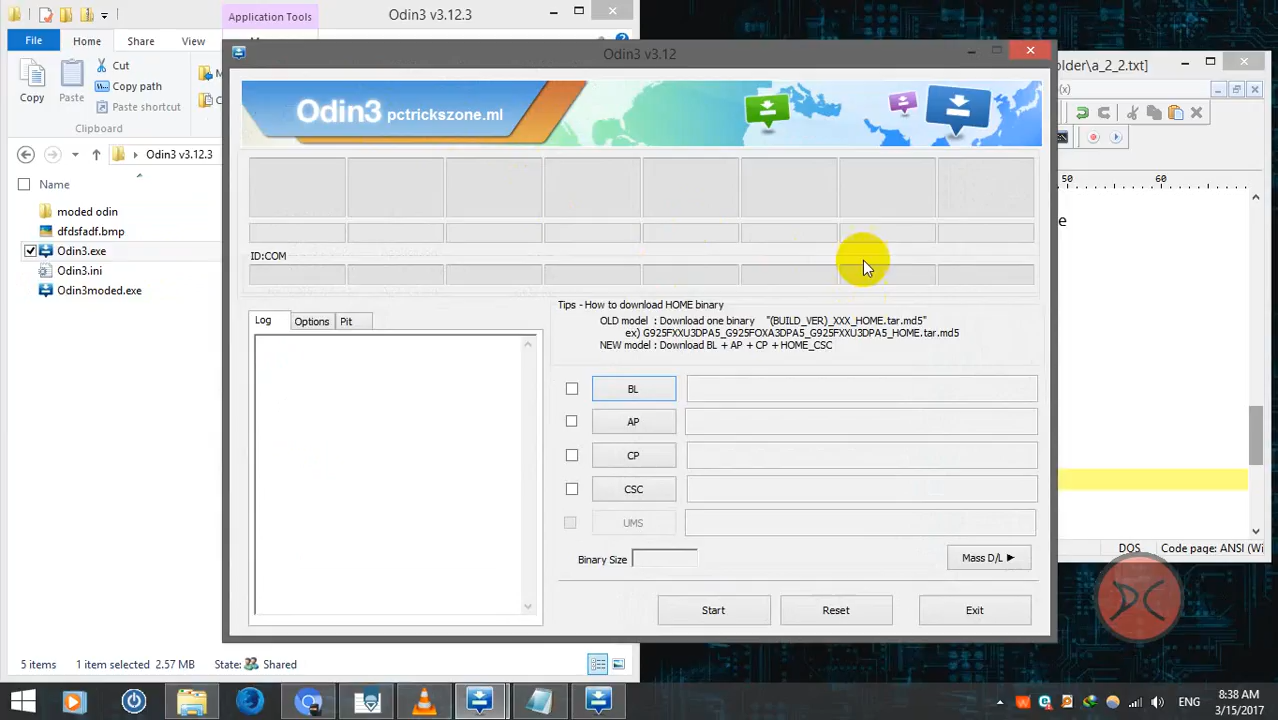 Application Tools
Odin3 v3.12.3
File
Home
Share
View
Copy
Paste
Cut
Copy path
Paste shortcut
Clipboard
Odin3 v3.12.3
Name
moded odin
dfdsfadf.bmp
Odin3.exe
Odin3.ini
Odin3moded.exe
5 items
1 item selected 2.57 MB
State:
Shared
Odin3 v3.12
Odin3 pctrickszone.ml
ID:COM
Log
Options
Pit
Tips - How to download HOME binary
OLD model : Download one binary "(BUILD_VER)_XXX_HOME.tar.md5"
ex) G925FXXU3DPA5_G925FOXA3DPA5_G925FXXU3DPA5_HOME.tar.md5
NEW model : Download BL + AP + CP + HOME_CSC
BL
AP
CP
CSC
UMS
Binary Size
Mass D/L
Start
Reset
Exit
older\a_2_2.txt]
60
DOS
Code page: ANSI (Wi
DC
ENG
8:38 AM
3/15/2017